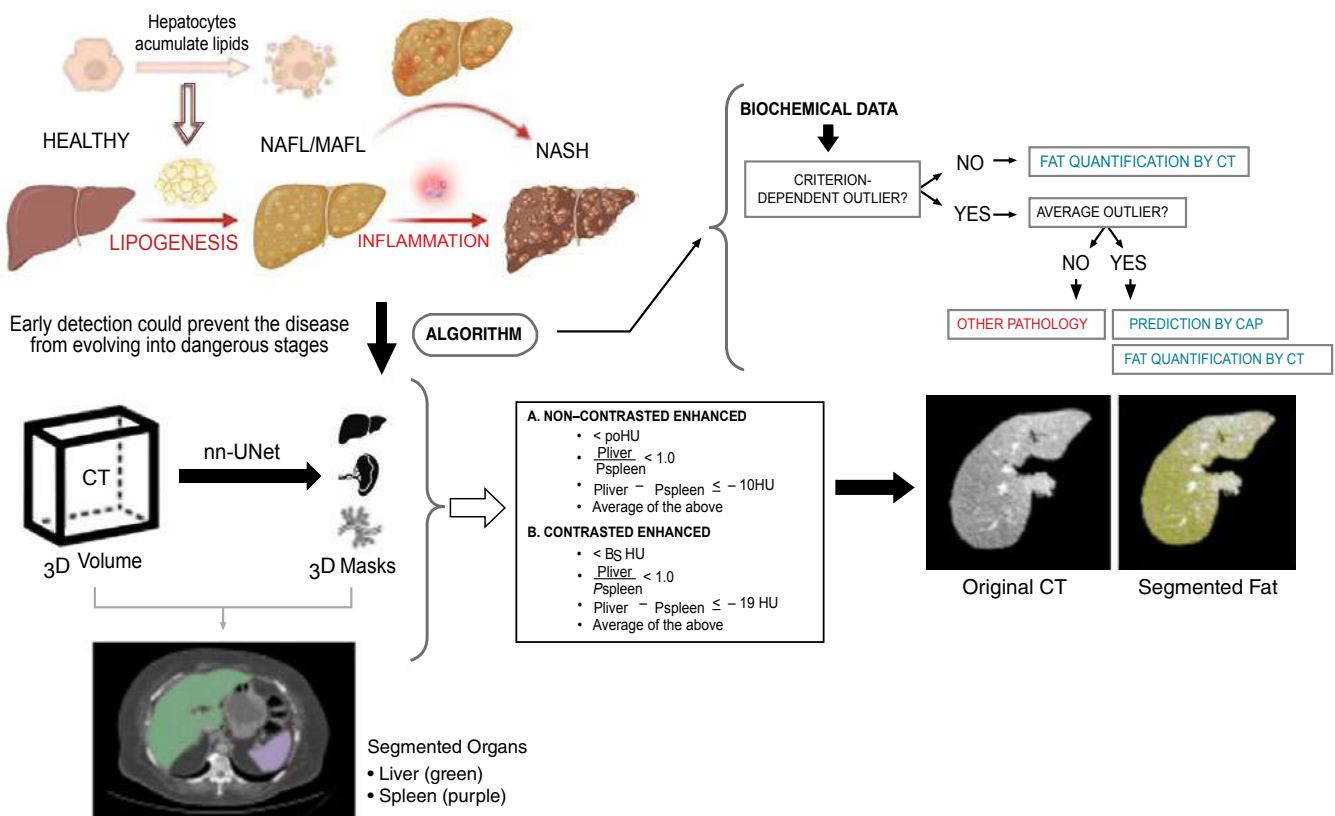 Hepatocytes
acumulate lipids
HEALTHY
NAFL/MAFL
NASH
LIPOGENESIS
INFLAMMATION
Early detection could prevent the disease
from evolving into dangerous stages
ALGORITHM
BIOCHEMICAL DATA
CRITERION-
DEPENDENT OUTLIER?
NO
FAT QUANTIFICATION BY CT
YES
AVERAGE OUTLIER?
NO
YES
OTHER PATHOLOGY
PREDICTION BY CAP
FAT QUANTIFICATION BY CT
CT
nn-UNet
3D Volume
3D Masks
A. NON–CONTRASTED ENHANCED
• < poHU
• Pliver
Pspleen
< 1.0
• Pliver – Pspleen ≤ – 10HU
• Average of the above
B. CONTRASTED ENHANCED
• < BS HU
• Pliver
Pspleen
< 1.0
• Pliver – Pspleen ≤ – 19 HU
• Average of the above
Original CT
Segmented Fat
Segmented Organs
• Liver (green)
• Spleen (purple)